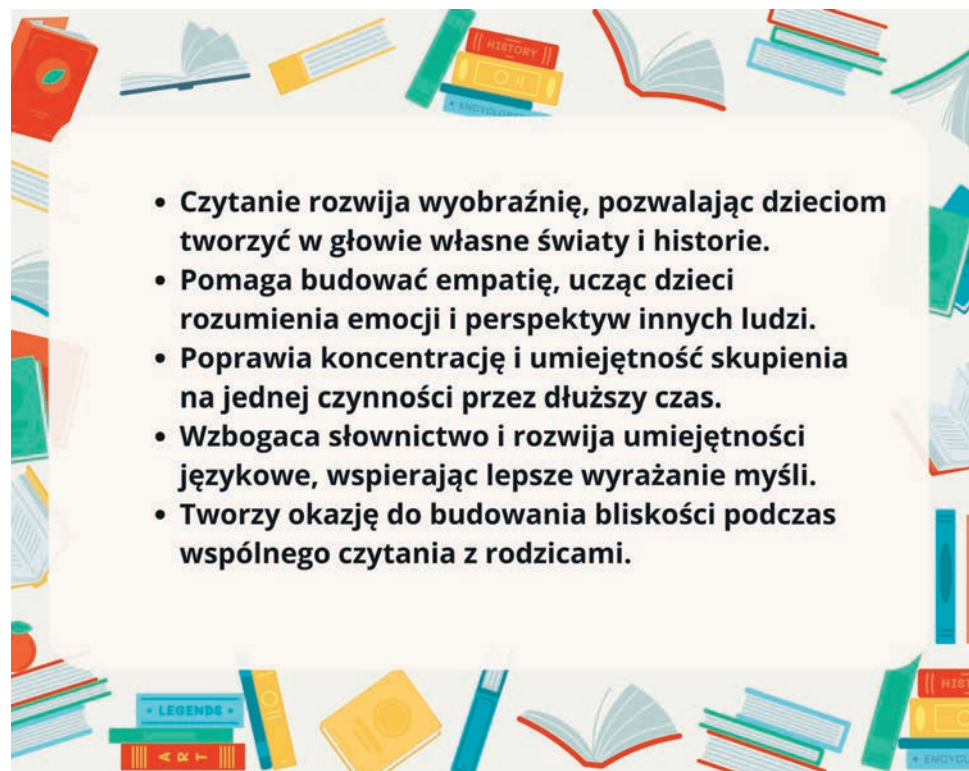 HISTORY
• Czytanie rozwija wyobraźnię, pozwalając dzieciom
tworzyć w głowie własne światy i historie.
• Pomaga budować empatię, ucząc dzieci
rozumienia emocji i perspektyw innych ludzi.
• Poprawia koncentrację i umiejętność skupienia
na jednej czynności przez dłuższy czas.
• Wzbogaca słownictwo i rozwija umiejętności
językowe, wspierając lepsze wyrażanie myśli.
• Tworzy okazję do budowania bliskości podczas
wspólnego czytania z rodzicami.
• LEGENDS •
ART